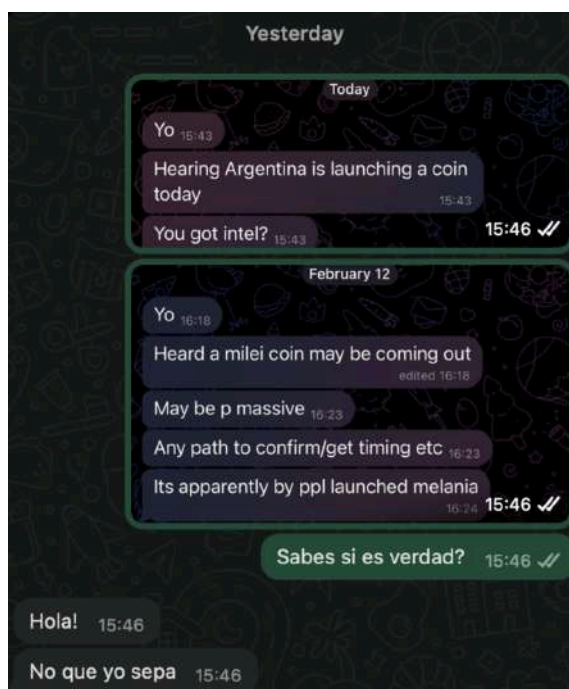 Yesterday
Today
Yo 15:43
Hearing Argentina is launching a coin
today
15:43
You got intel? 15:43
15:46
February 12
Yo 16:18
Heard a milei coin may be coming out
edited 16:18
May be p massive 16:23
Any path to confirm/get timing etc 16:23
Its apparently by ppl launched melania
16:24 15:46
Sabes si es verdad? 15:46
Hola! 15:46
No que yo sepa 15:46